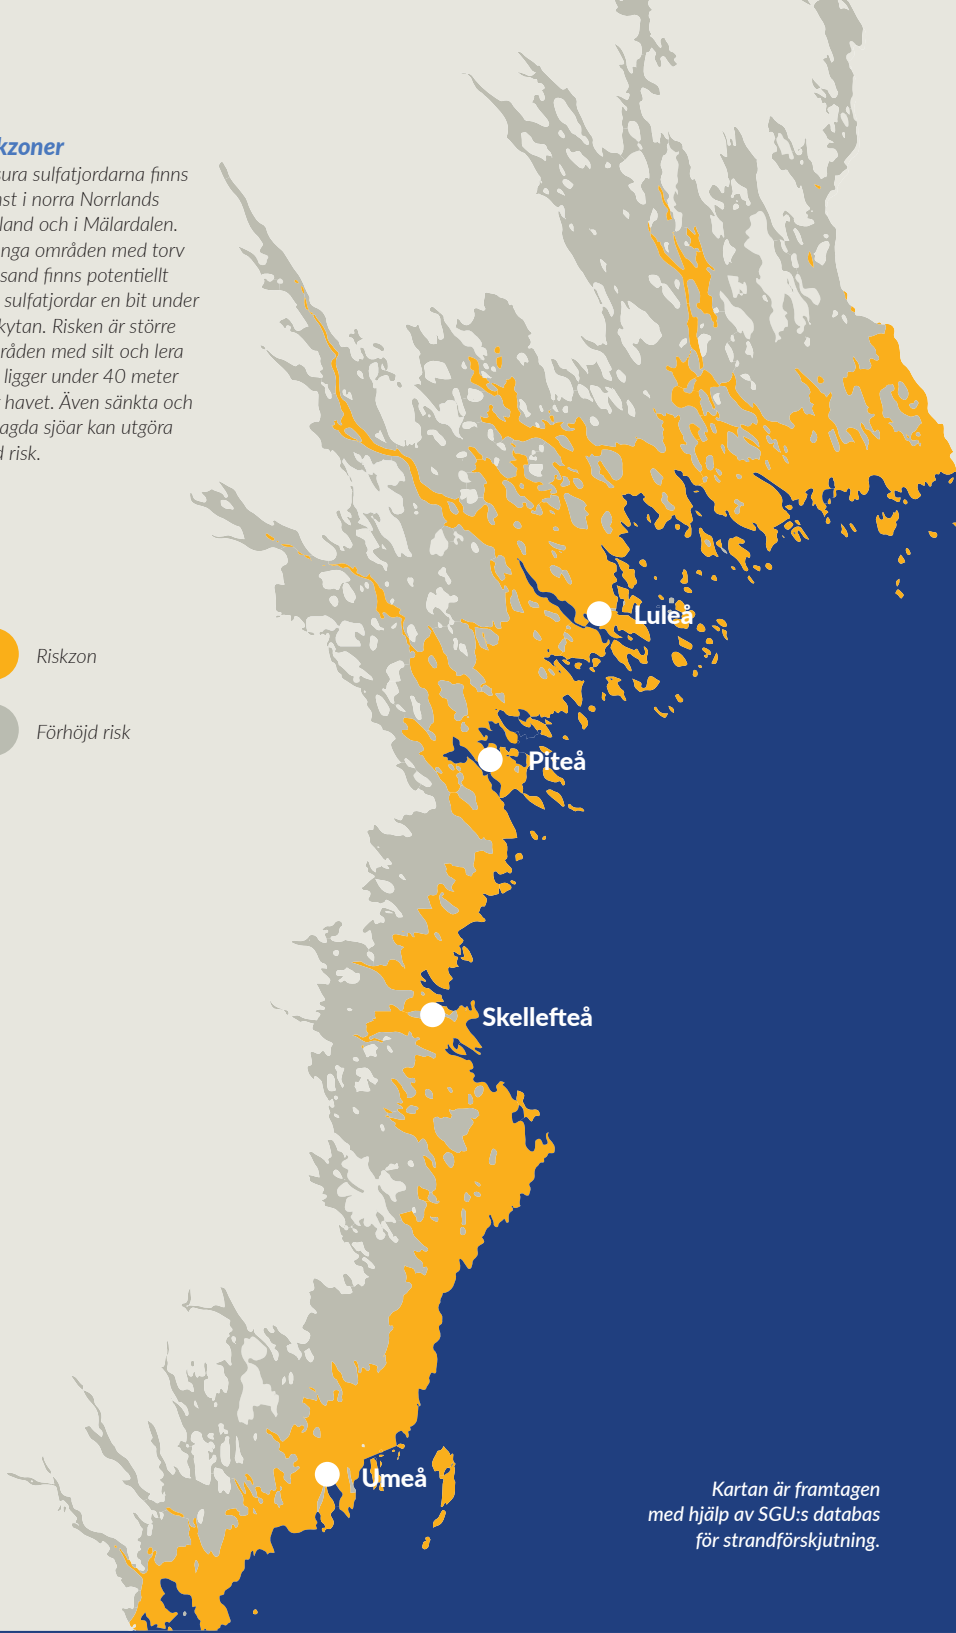 kzoner
sura sulfatjordarna finns
nst i norra Norrlands
land och i Mälardalen.
nga områden med torv
sand finns potentiellt
sulfatjordar en bit under
kytan. Risken är större
råden med silt och lera
ligger under 40 meter
r havet. Även sänkta och
agda sjöar kan utgöra
d risk.
Luleå
Riskzon
Förhöjd risk
Piteå
Skellefteå
Umeå
Kartan är framtagen
med hjälp av SGU:s databas
för strandförskjutning.